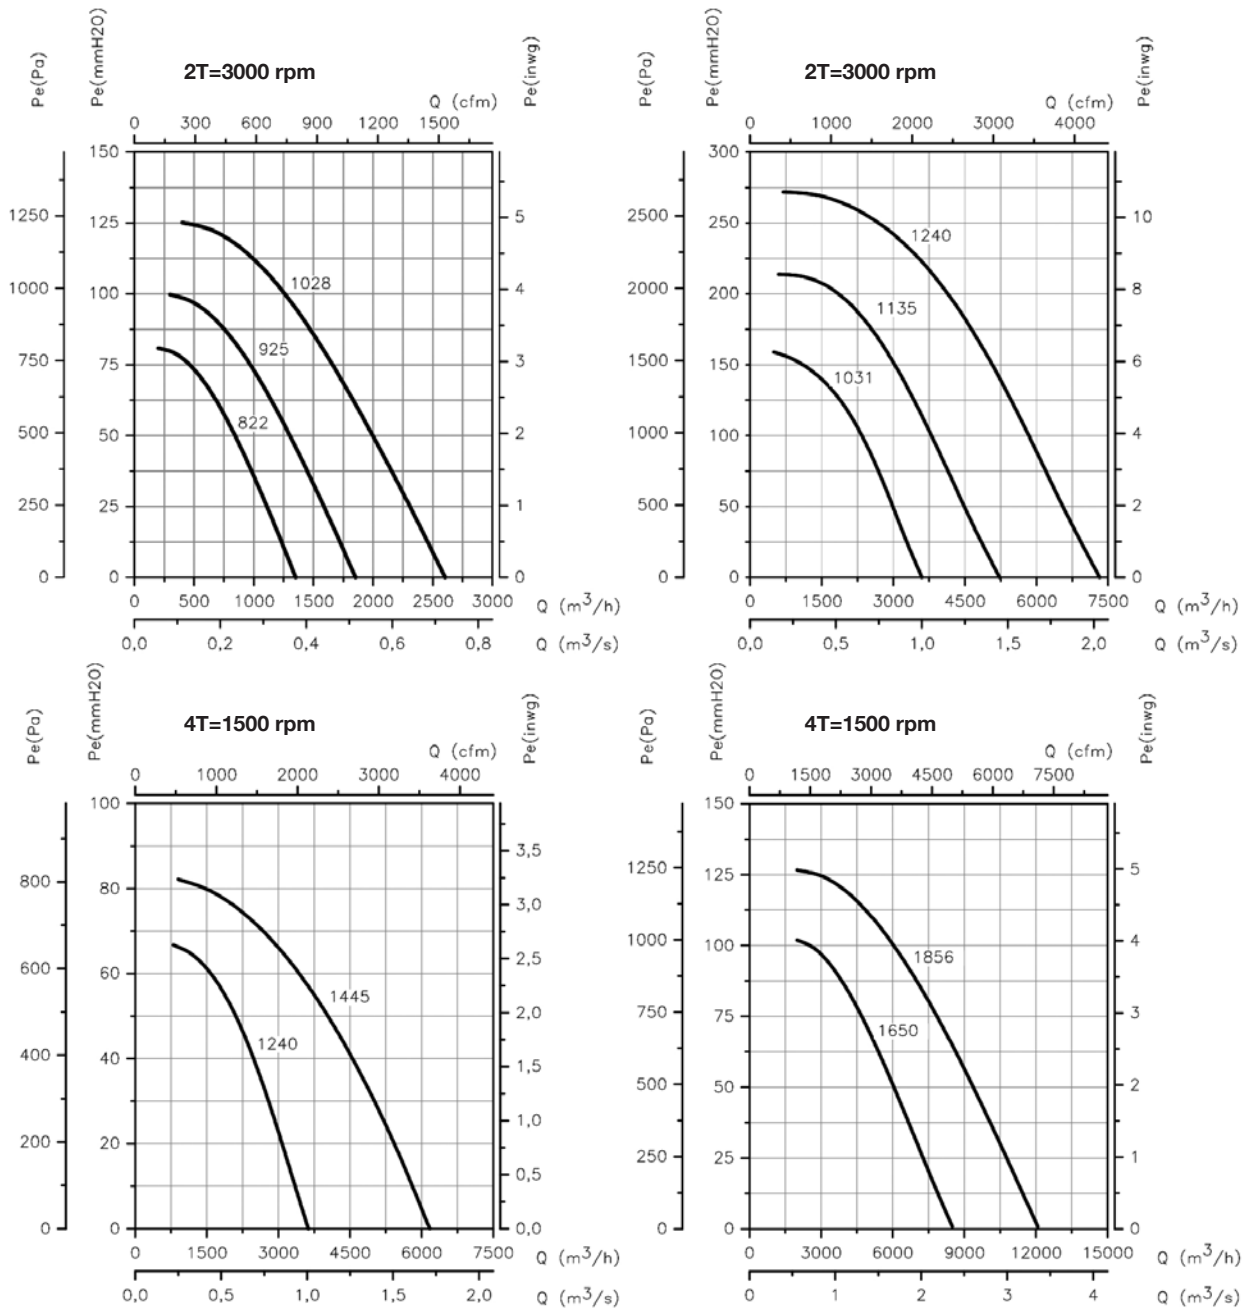 2T=3000 rpm
Pe(Pa)
Pe(mmH2O)
Pe(inwg)
Q (cfm)
0 300 600 900 1200 1500
150
125
100
75
50
25
0
1250
1000
750
500
250
0
5
4
3
2
1
0
1028
925
822
0 500 1000 1500 2000 2500 3000 Q (m³/h)
0,0 0,2 0,4 0,6 0,8 Q (m³/s)
2T=3000 rpm
Pe(Pa)
Pe(mmH2O)
Pe(inwg)
Q (cfm)
0 1000 2000 3000 4000
300
250
200
150
100
50
0
2500
2000
1500
1000
500
0
10
8
6
4
2
0
1240
1135
1031
0 1500 3000 4500 6000 7500 Q (m³/h)
0,0 0,5 1,0 1,5 2,0 Q (m³/s)
4T=1500 rpm
Pe(Pa)
Pe(mmH2O)
Pe(inwg)
Q (cfm)
0 1000 2000 3000 4000
100
80
60
40
20
0
800
600
400
200
0
3,5
3,0
2,5
2,0
1,5
1,0
0,5
0,0
1445
1240
0 1500 3000 4500 6000 7500 Q (m³/h)
0,0 0,5 1,0 1,5 2,0 Q (m³/s)
4T=1500 rpm
Pe(Pa)
Pe(mmH2O)
Pe(inwg)
Q (cfm)
0 1500 3000 4500 6000 7500
150
125
100
75
50
25
0
1250
1000
750
500
250
0
5
4
3
2
1
0
1856
1650
0 3000 6000 9000 12000 15000 Q (m³/h)
0 1 2 3 4 Q (m³/s)